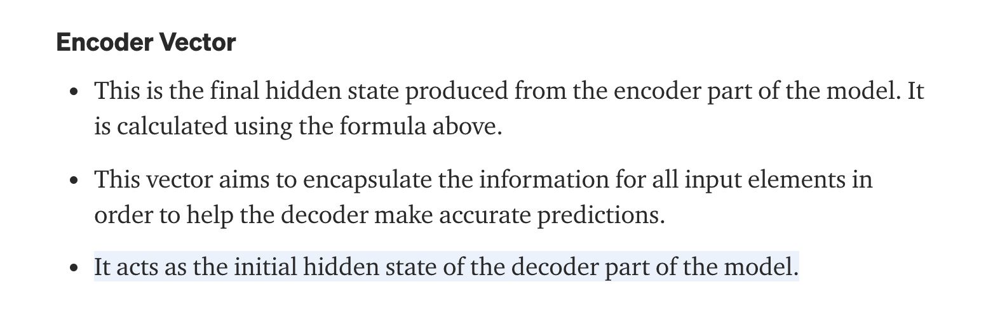 Encoder Vector
• This is the final hidden state produced from the encoder part of the model. It
is calculated using the formula above.
• This vector aims to encapsulate the information for all input elements in
order to help the decoder make accurate predictions.
• It acts as the initial hidden state of the decoder part of the model.